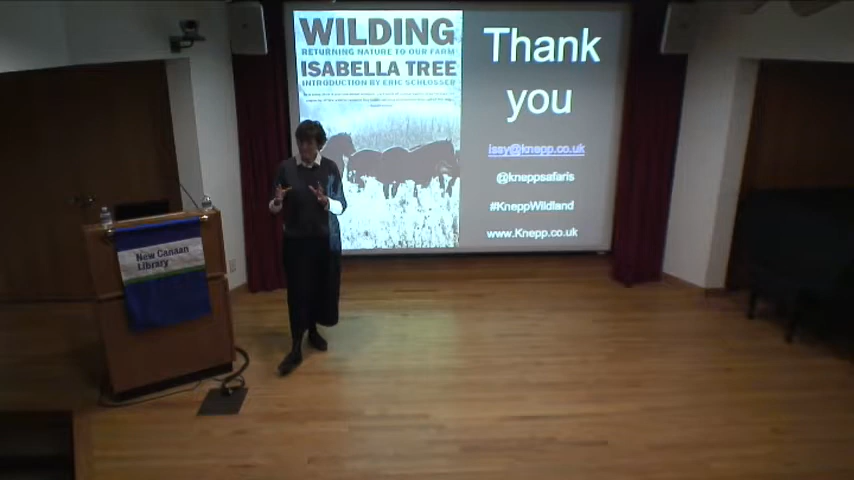 WILDING
RETURNING NATURE TO OUR FARM
ISABELLA TREE
INTRODUCTION BY ERIC SCHLOSSER
Thank
you
issy@knepp.co.uk
@kneppsafaris
#KneppWildland
www.Knepp.co.uk
New Canaan
Library